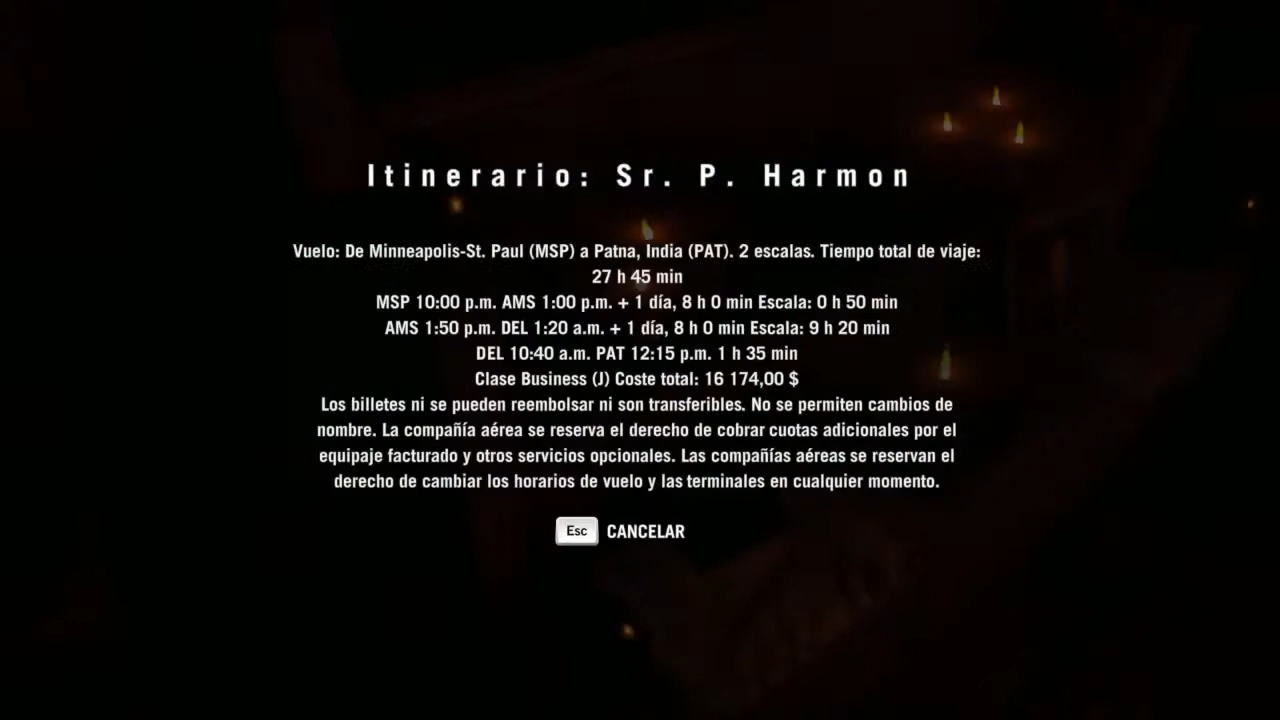 Itinerario: Sr. P. Harmon
Vuelo: De Minneapolis-St. Paul (MSP) a Patna, India (PAT). 2 escalas. Tiempo total de viaje:
27 h 45 min
MSP 10:00 p.m. AMS 1:00 p.m. + 1 día, 8 h 0 min Escala: 0 h 50 min
AMS 1:50 p.m. DEL 1:20 a.m. + 1 día, 8 h 0 min Escala: 9 h 20 min
DEL 10:40 a.m. PAT 12:15 p.m. 1 h 35 min
Clase Business (J) Coste total: 16 174,00 $
Los billetes ni se pueden reembolsar ni son transferibles. No se permiten cambios de
nombre. La compañía aérea se reserva el derecho de cobrar cuotas adicionales por el
equipaje facturado y otros servicios opcionales. Las compañías aéreas se reservan el
derecho de cambiar los horarios de vuelo y las terminales en cualquier momento.
Esc CANCELAR